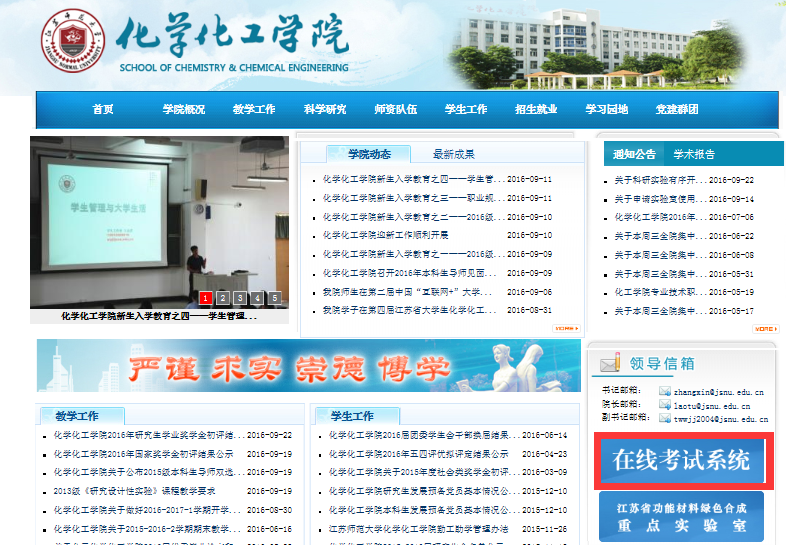 化学化工学院
SCHOOL OF CHEMISTRY & CHEMICAL ENGINEERING
首页 学院概况 教学工作 科学研究 师资队伍 学生工作 招生就业 学习园地 党建群团
学生管理与大学生活
1 2 3 4 5
化学化工学院新生入学教育之四——学生管理...
学院动态 最新成果
化学化工学院新生入学教育之四——学生管...2016-09-11
化学化工学院新生入学教育之三——职业规...2016-09-11
化学化工学院新生入学教育之二——2016级...2016-09-10
化学化工学院迎新工作顺利开展 2016-09-10
化学化工学院新生入学教育之一——2016级...2016-09-09
化学化工学院召开2016年本科生导师见面... 2016-09-09
我院师生在第二届中国“互联网+”大学... 2016-09-06
我院学子在第四届江苏省大学生化学化工... 2016-08-31
MORE
通知公告 学术报告
关于科研实验有序开...2016-09-22
关于申请实验室使用...2016-09-14
化学化工学院2016年...2016-07-06
关于本周三全院集中...2016-06-22
关于本周三全院集中...2016-06-08
关于本周三全院集中...2016-05-31
化工学院专业技术职...2016-05-19
关于本周三全院集中...2016-05-17
MORE
严谨 求实 崇德 博学
领导信箱
书记邮箱： zhangxin@jsnu.edu.cn
院长邮箱： laotu@jsnu.edu.cn
副书记邮箱： twwjj2004@jsnu.edu.cn
在线考试系统
江苏省功能材料绿色合成
重点实验室
教学工作
化学化工学院2016年研究生学业奖学金初评结...2016-09-22
化学化工学院2016年国家奖学金初评结果公示 2016-09-19
化学化工学院关于公布2015级本科生导师双选...2016-09-19
2013级《研究设计性实验》课程教学要求 2016-09-19
化学化工学院关于做好2016-2017-1学期开学...2016-08-30
化学化工学院关于2015-2016-2学期期末教学...2016-06-16
学生工作
化学化工学院2016届团委学生会干部换届结果...2016-06-14
化学化工学院2016年五四评优拟评定结果公示 2016-04-23
化学化工学院关于2015年度社会类奖学金初评...2016-03-09
化学化工学院研究生发展预备党员基本情况公...2015-12-10
化学化工学院本科生发展预备党员基本情况公...2015-12-10
江苏师范大学化学化工学院勤工助学管理办法 2015-11-26